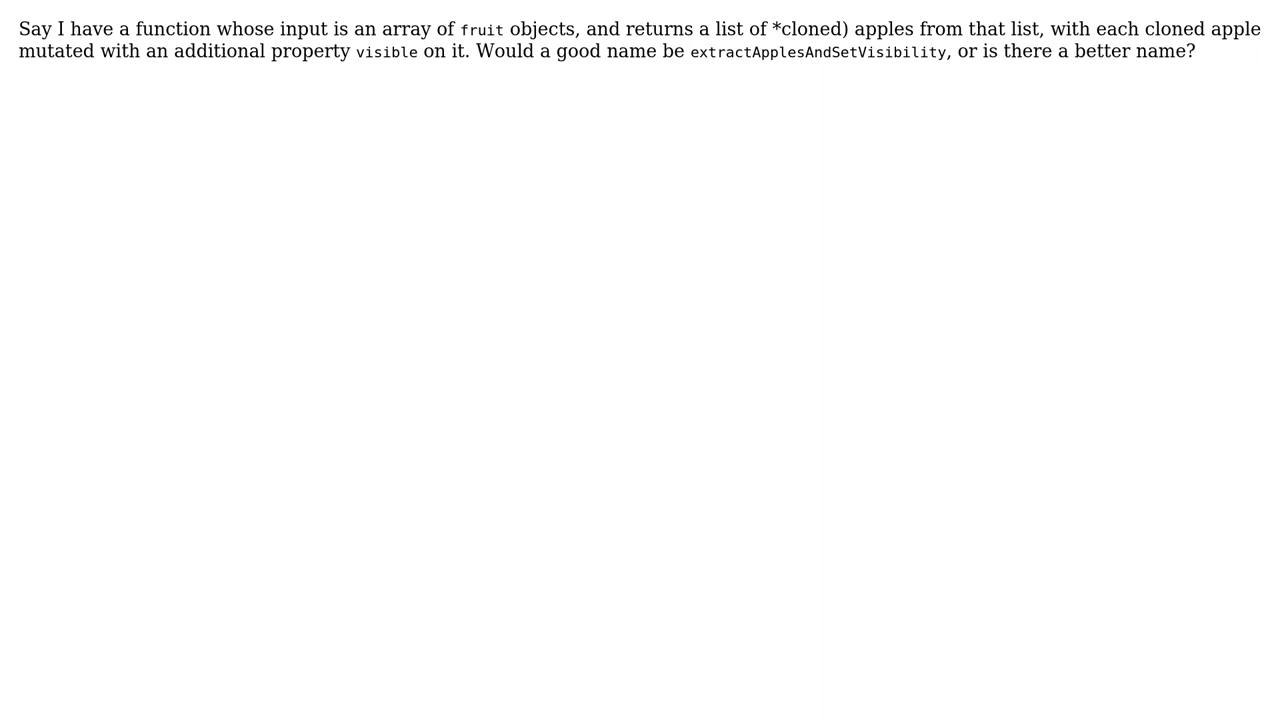 Say I have a function whose input is an array of fruit objects, and returns a list of *cloned) apples from that list, with each cloned apple
mutated with an additional property visible on it. Would a good name be extractApplesAndSetVisibility, or is there a better name?